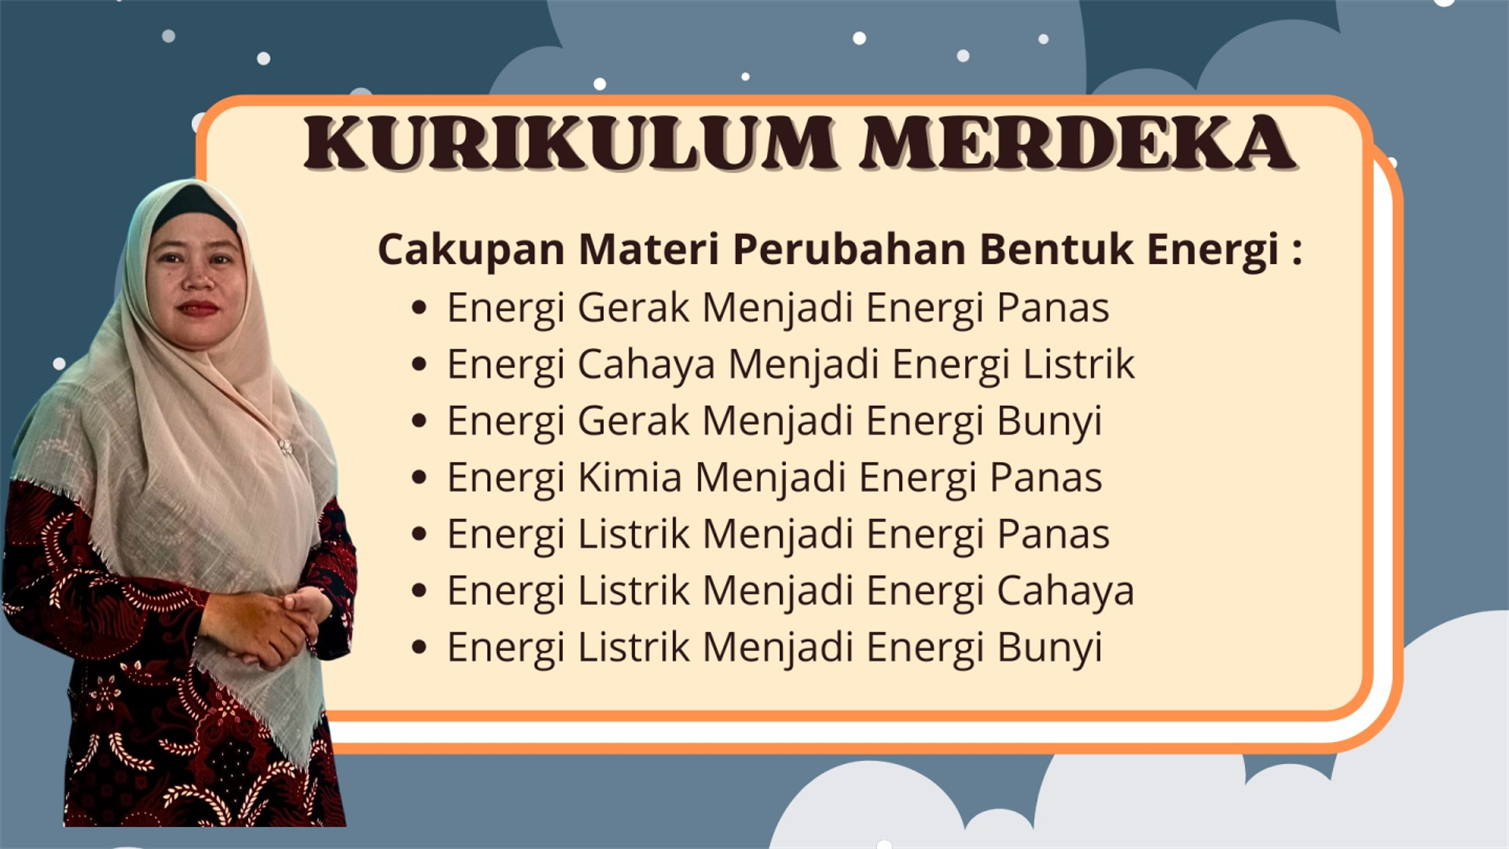 KURIKULUM MERDEKA
Cakupan Materi Perubahan Bentuk Energi :
• Energi Gerak Menjadi Energi Panas
• Energi Cahaya Menjadi Energi Listrik
• Energi Gerak Menjadi Energi Bunyi
• Energi Kimia Menjadi Energi Panas
• Energi Listrik Menjadi Energi Panas
• Energi Listrik Menjadi Energi Cahaya
• Energi Listrik Menjadi Energi Bunyi